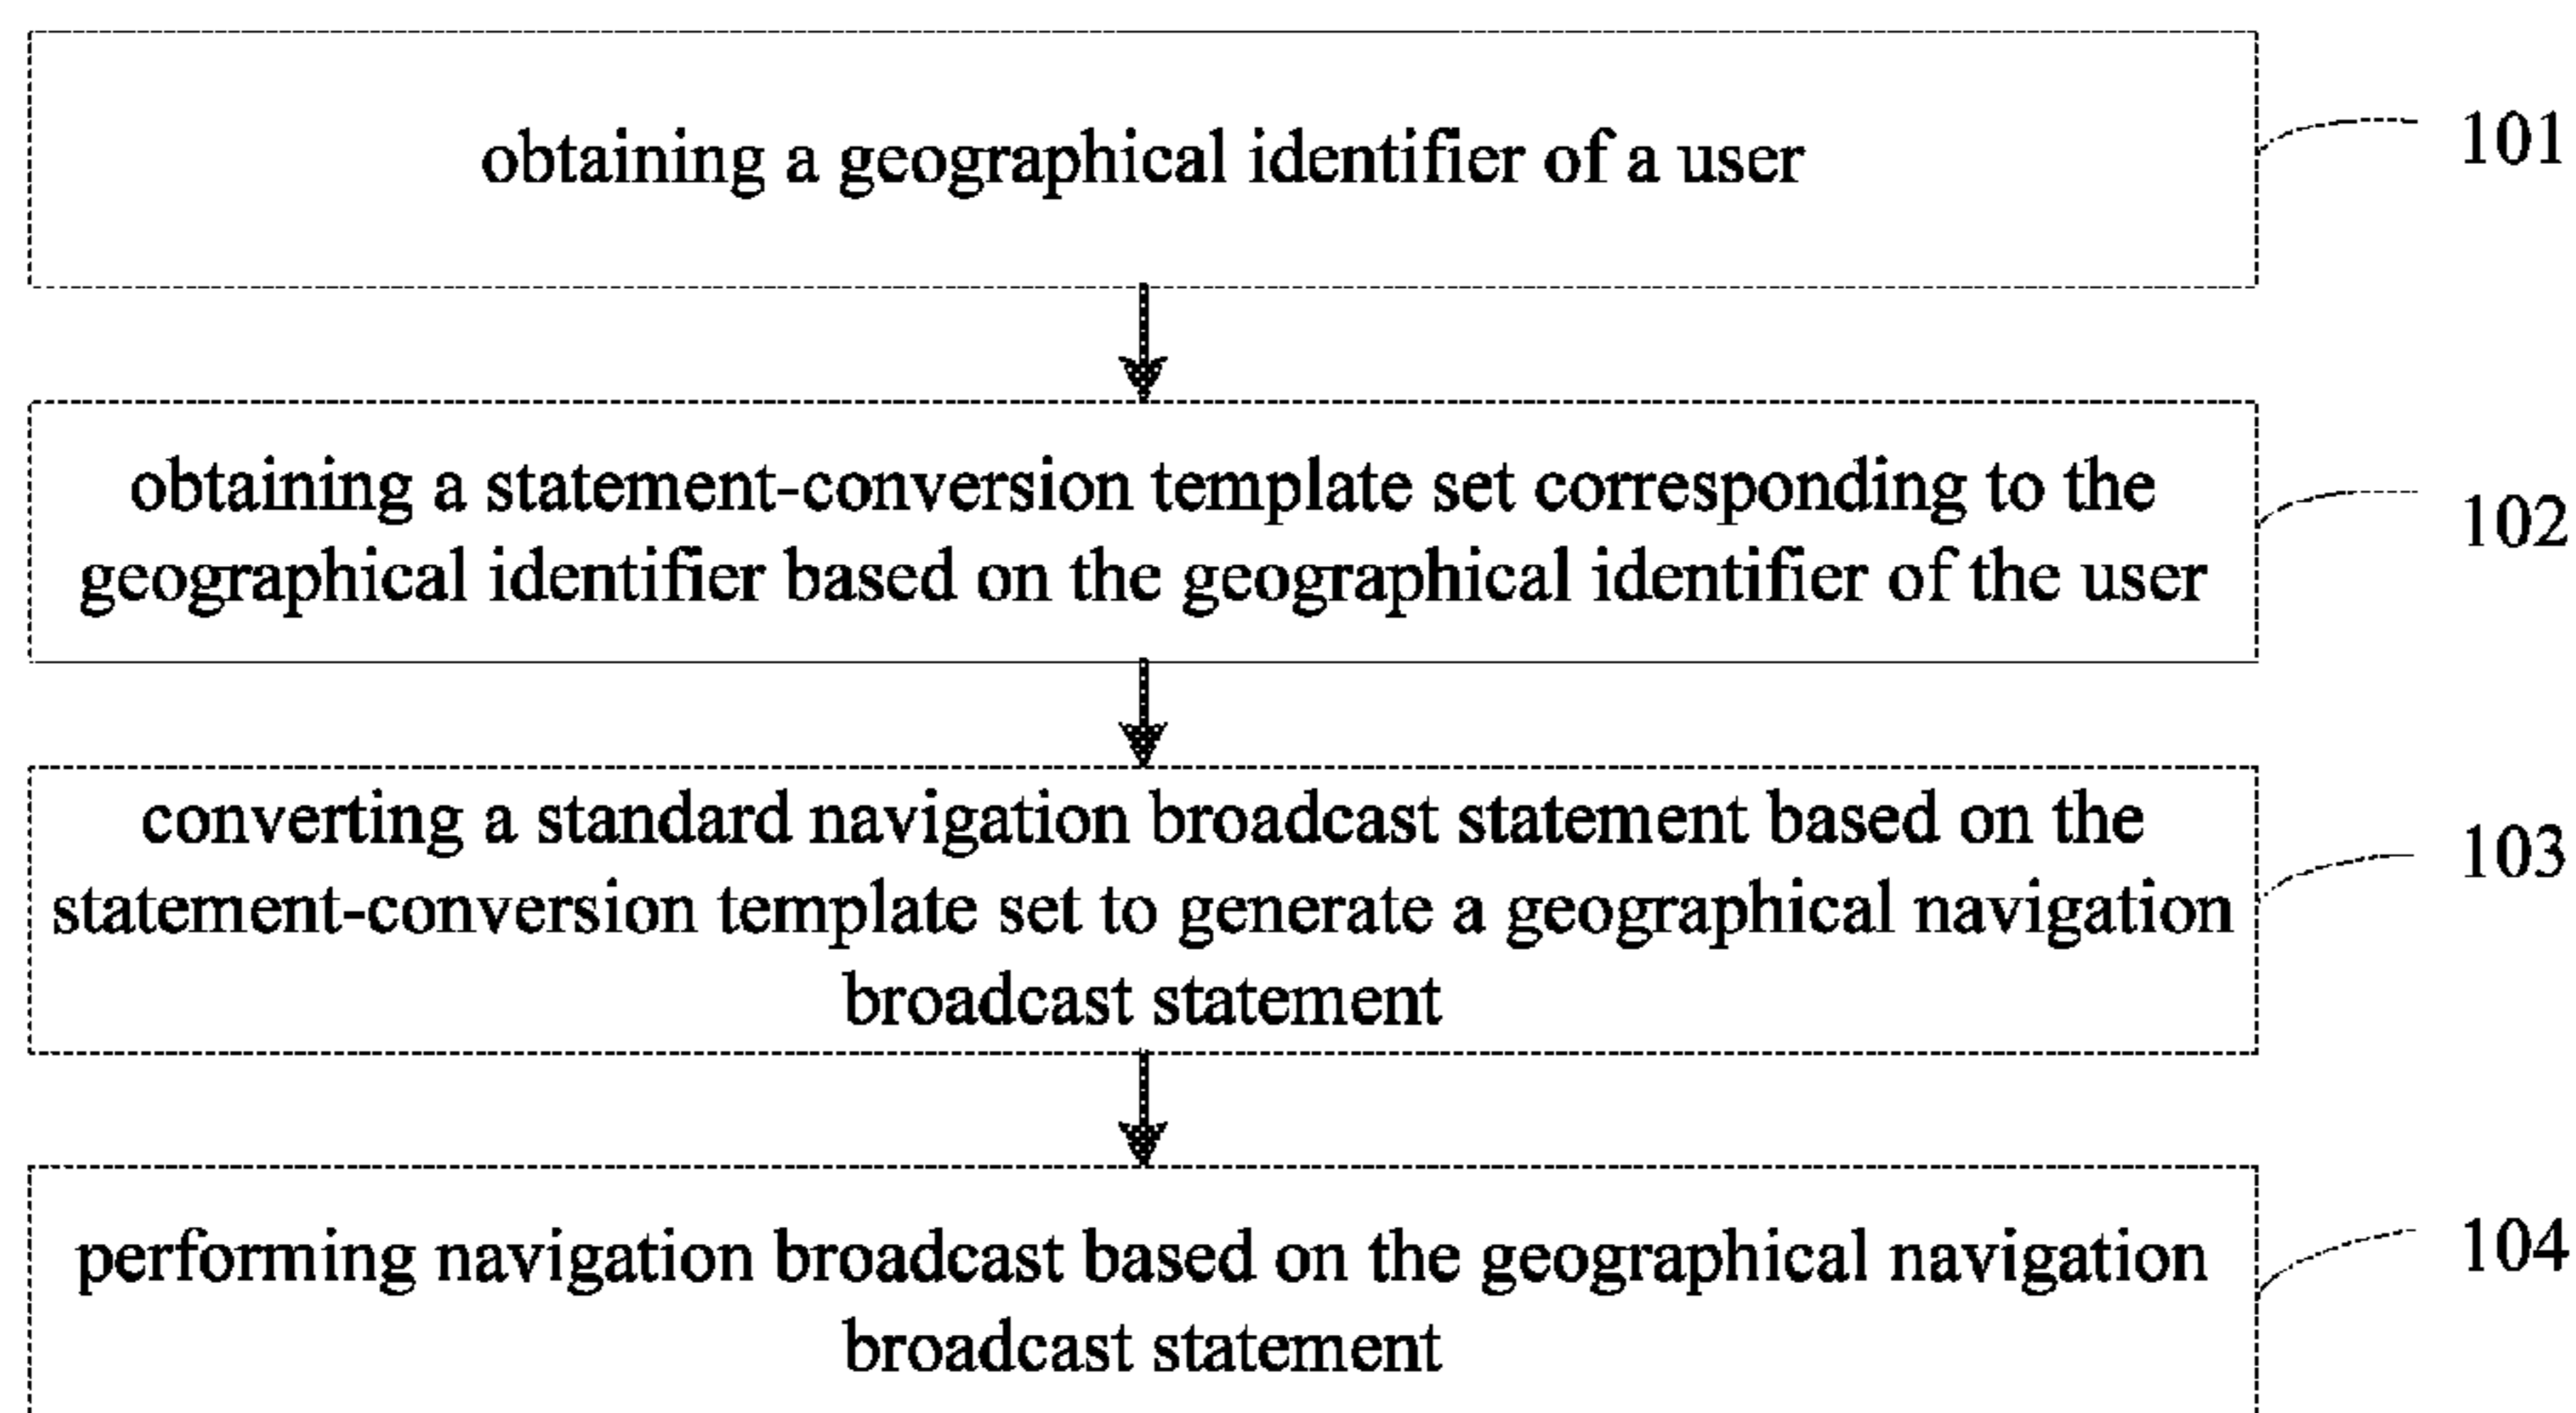 obtaining a geographical identifier of a user
101
obtaining a statement-conversion template set corresponding to the
geographical identifier based on the geographical identifier of the user
102
converting a standard navigation broadcast statement based on the
statement-conversion template set to generate a geographical navigation
broadcast statement
103
performing navigation broadcast based on the geographical navigation
broadcast statement
104